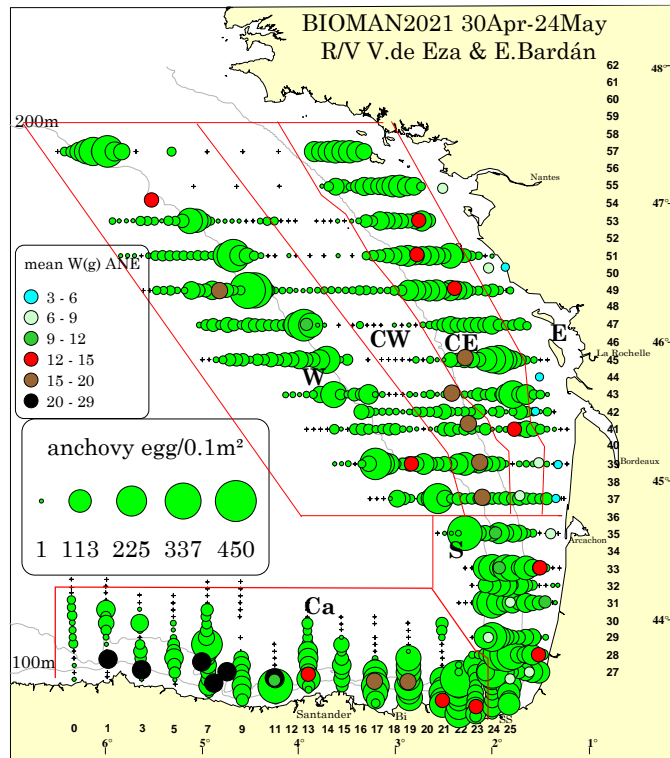 BIOMAN2021 30Apr-24May
R/V V.de Eza & E.Bardán
62
48°
61
60
59
200m
58
57
56
Nantes
55
54
47°
53
52
mean W(g) ANE
51
3 - 6
50
6 - 9
49
9 - 12
48
12 - 15
47
E
15 - 20
CW
CE
46
46°
20 - 29
La Rochelle
45
W
44
43
anchovy egg/0.1m²
42
41
40
39
Bordeaux
45°
38
1 113 225 337 450
37
36
S
35
Arcachon
34
33
32
Ca
31
30
44°
29
28
100m
27
Santander
Bi
SS
0 1 3 5 7 9 11 12 13 14 15 16 17 18 19 20 21 22 23 24 25
6° 5° 4° 3° 2° 1°